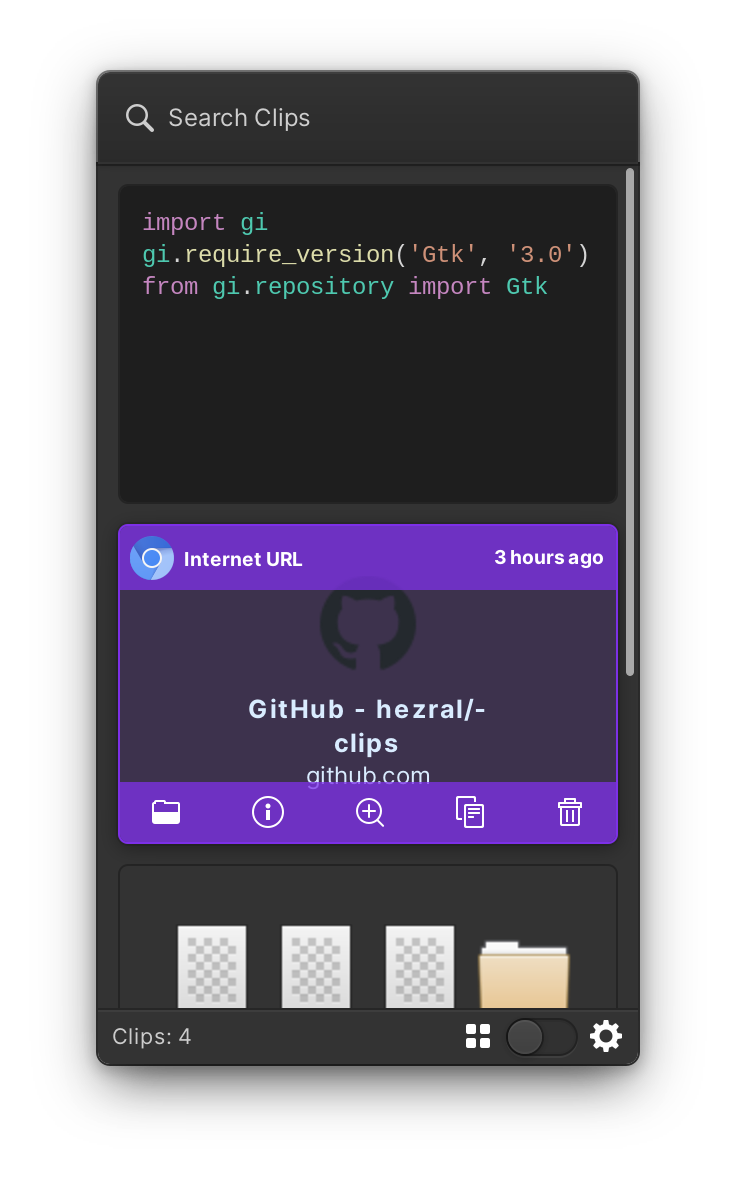 Search Clips
import gi
gi.require_version('Gtk', '3.0')
from gi.repository import Gtk
Internet URL
3 hours ago
GitHub - hezral/-
clips
github.com
Clips: 4